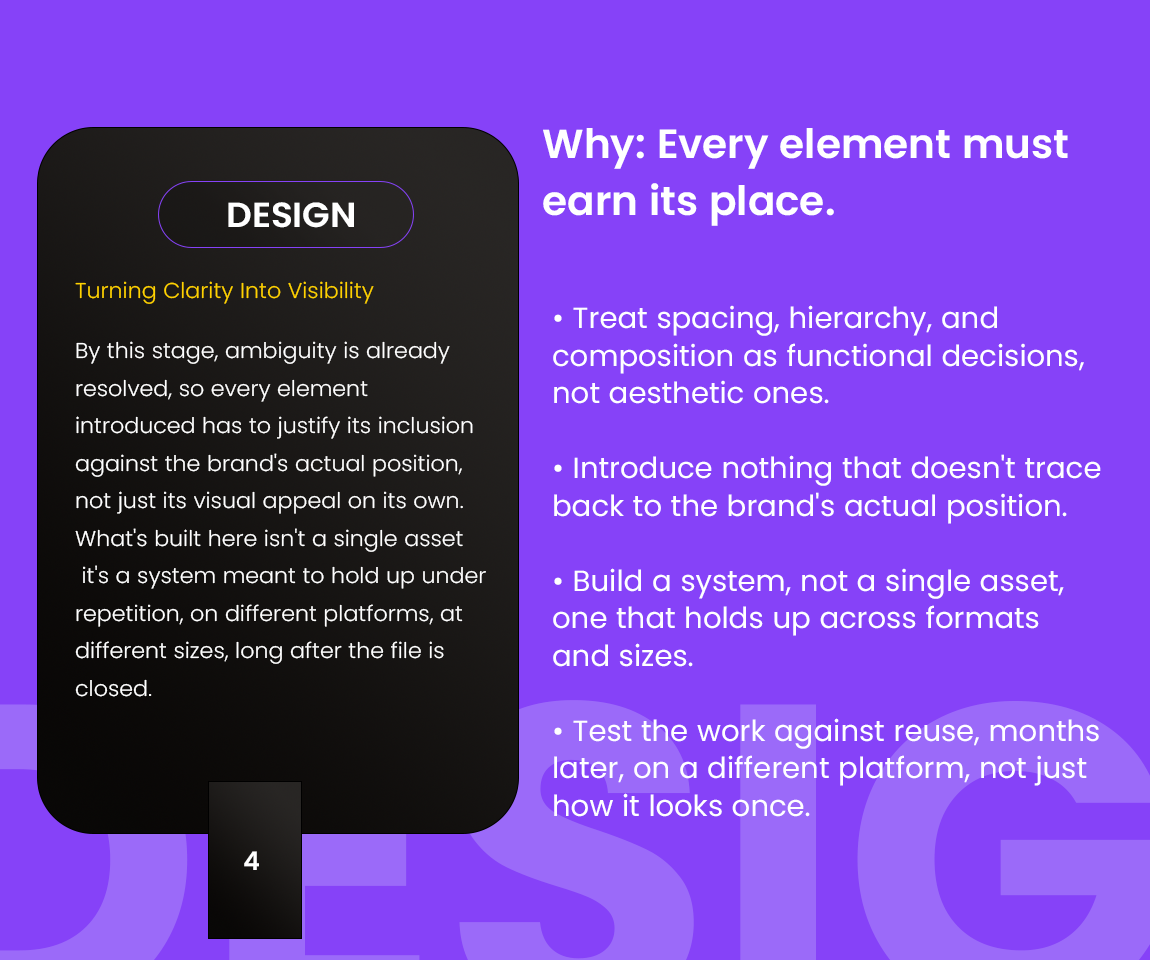 DESIGN
Turning Clarity Into Visibility
By this stage, ambiguity is already
resolved, so every element
introduced has to justify its inclusion
against the brand's actual position,
not just its visual appeal on its own.
What's built here isn't a single asset
it's a system meant to hold up under
repetition, on different platforms, at
different sizes, long after the file is
closed.
4
Why: Every element must
earn its place.
• Treat spacing, hierarchy, and
composition as functional decisions,
not aesthetic ones.
• Introduce nothing that doesn't trace
back to the brand's actual position.
• Build a system, not a single asset,
one that holds up across formats
and sizes.
• Test the work against reuse, months
later, on a different platform, not just
how it looks once.
DESIG